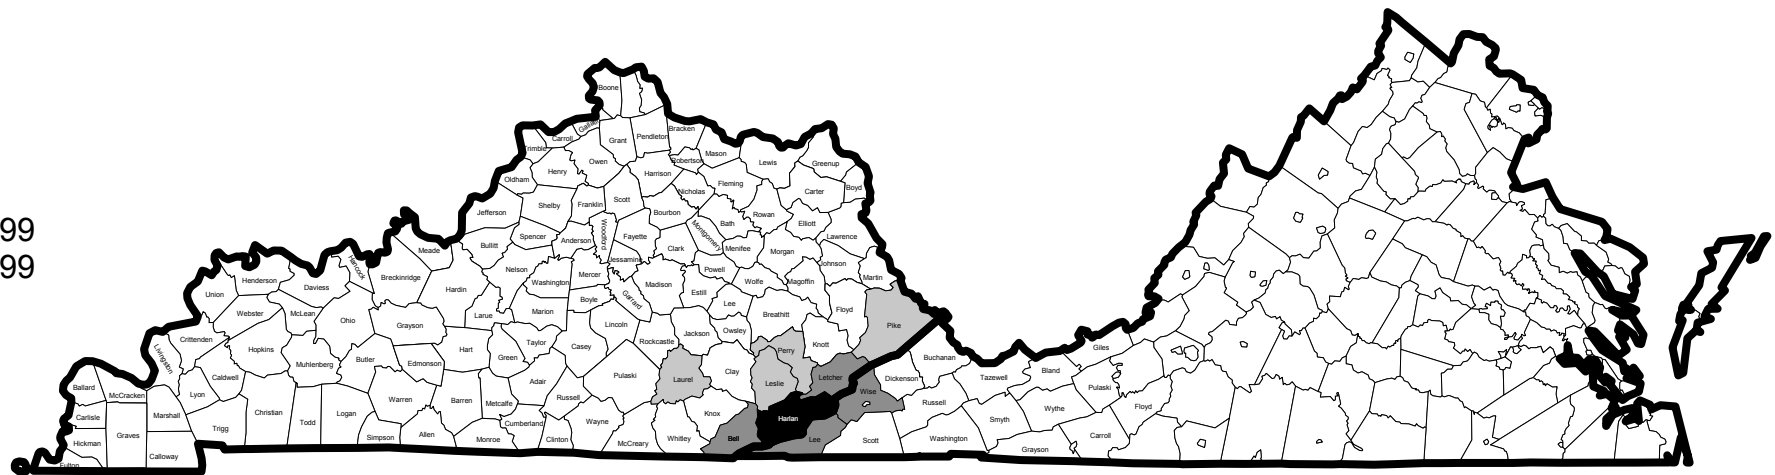 99
99
Boone
Gallatin
Carroll
Trimble
Grant
Pendleton
Bracken
Owen
Robertson
Mason
Lewis
Greenup
Henry
Harrison
Oldham
Nicholas
Fleming
Carter
Boyd
Shelby
Franklin
Scott
Jefferson
Bourbon
Bath
Rowan
Elliott
Woodford
Fayette
Montgomery
Spencer
Anderson
Lawrence
Bullitt
Clark
Menifee
Morgan
Meade
Jessamine
Johnson
Hancock
Breckinridge
Nelson
Mercer
Powell
Martin
Henderson
Daviess
Hardin
Washington
Madison
Estill
Wolfe
Magoffin
Union
Boyle
Garrard
Lee
Floyd
Webster
McLean
Ohio
Grayson
Larue
Marion
Lincoln
Breathitt
Pike
Crittenden
Jackson
Owsley
Livingston
Hopkins
Hart
Green
Taylor
Casey
Rockcastle
Perry
Knott
Muhlenberg
Butler
Edmonson
Giles
Buchanan
Ballard
McCracken
Caldwell
Adair
Pulaski
Laurel
Clay
Leslie
Letcher
Wise
Dickenson
Tazewell
Bland
Pulaski
Lyon
Warren
Barren
Metcalfe
Russell
Russell
Wythe
Floyd
Carlisle
Marshall
Christian
Todd
Logan
Knox
Harlan
Smyth
Graves
Trigg
Simpson
Allen
Cumberland
Wayne
Hickman
Monroe
Clinton
McCreary
Whitley
Bell
Lee
Scott
Washington
Carroll
Calloway
Grayson
Fulton